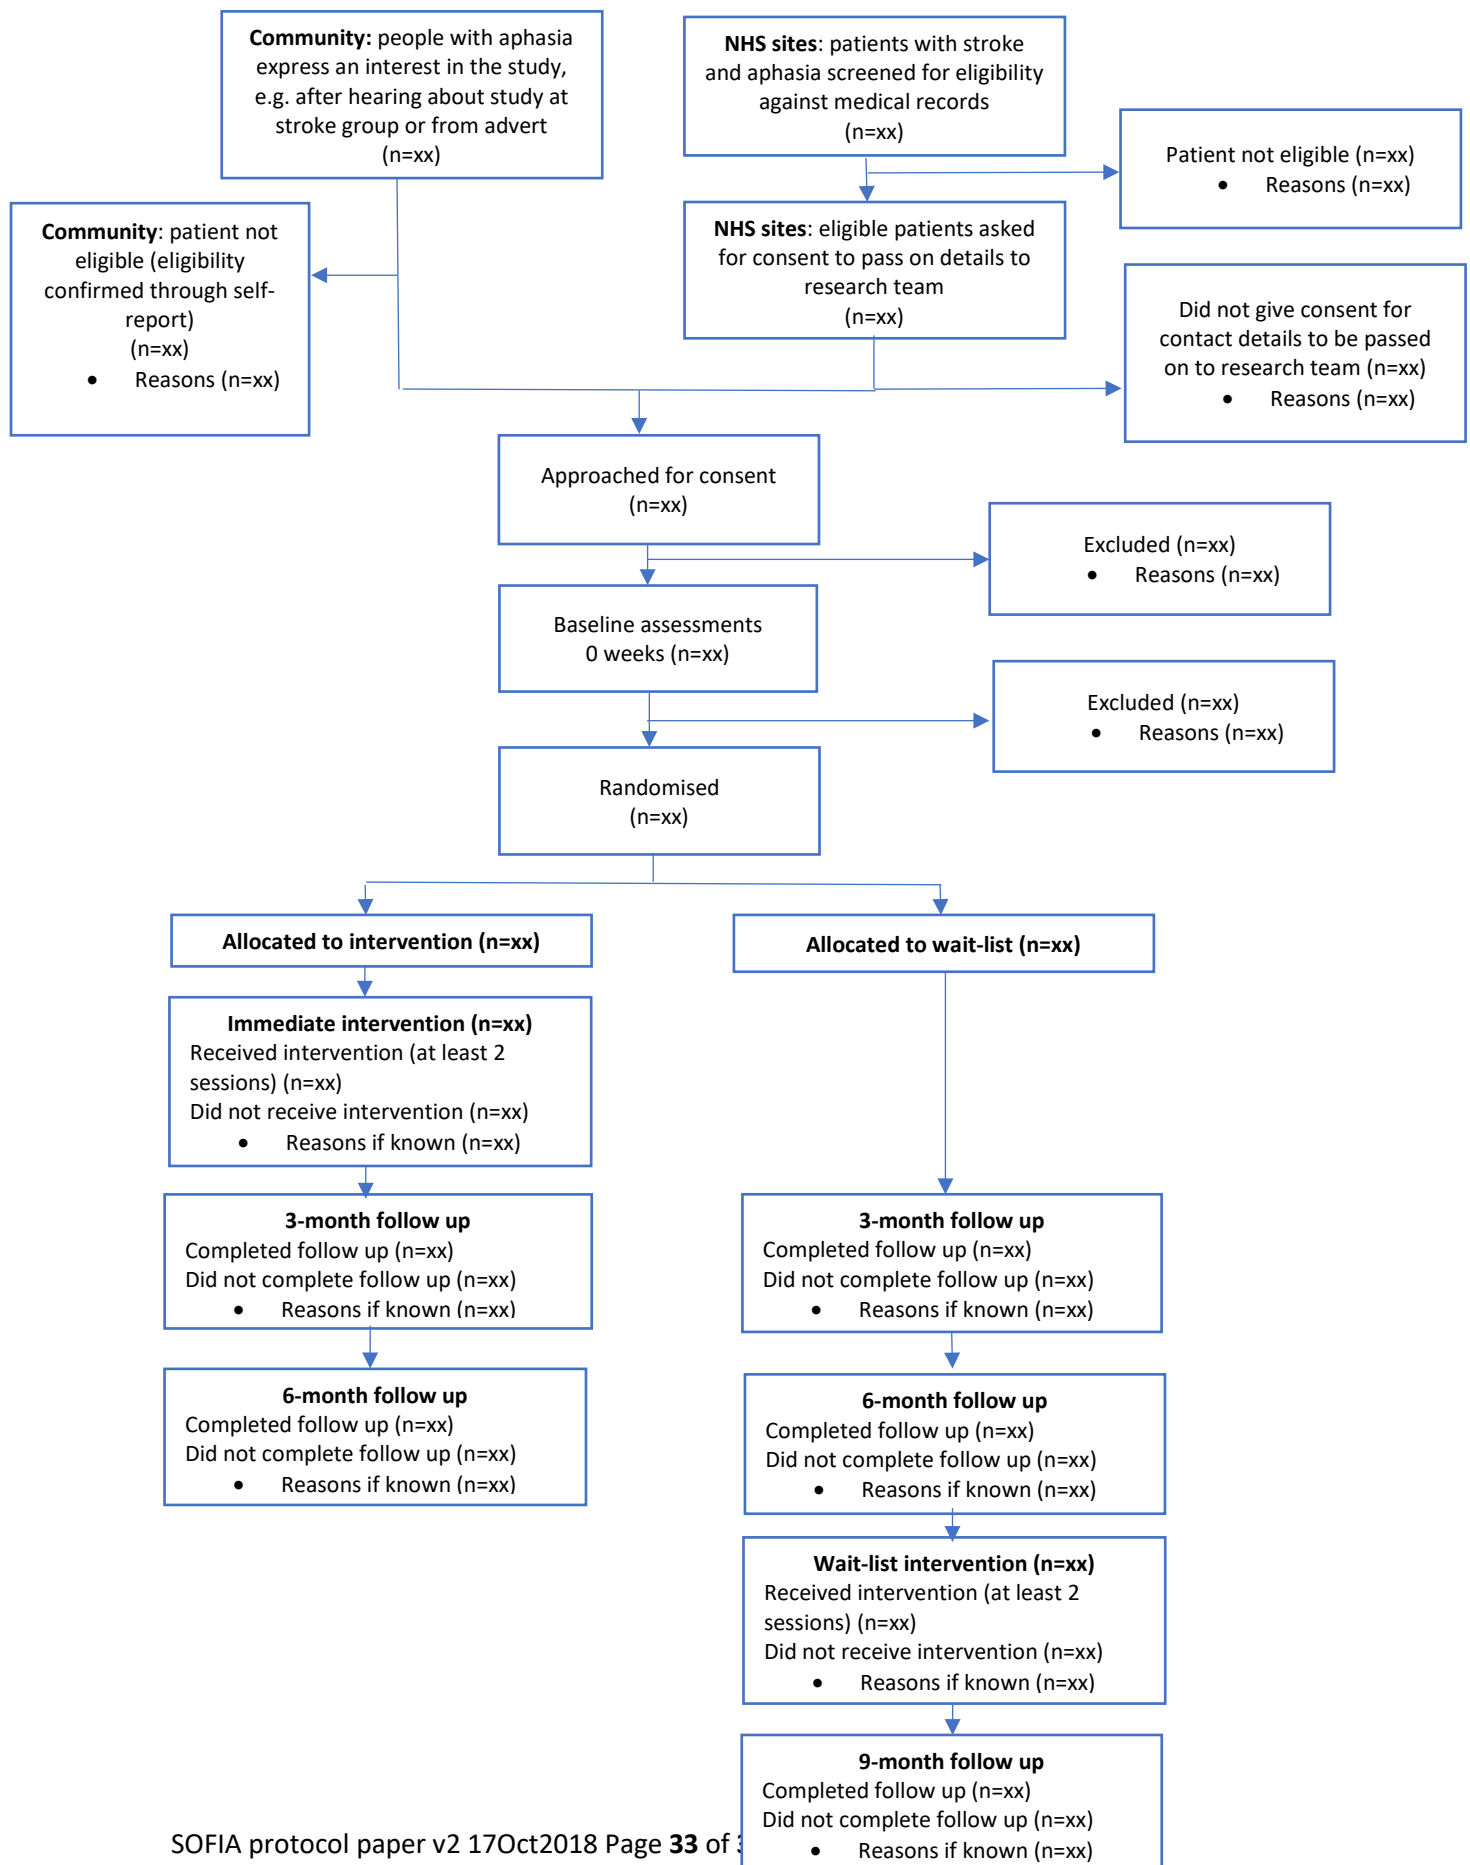 Community: people with aphasia
express an interest in the study,
e.g. after hearing about study at
stroke group or from advert
(n=xx)
NHS sites: patients with stroke
and aphasia screened for eligibility
against medical records
(n=xx)
Patient not eligible (n=xx)
• Reasons (n=xx)
Community: patient not
eligible (eligibility
confirmed through self-
report)
(n=xx)
• Reasons (n=xx)
NHS sites: eligible patients asked
for consent to pass on details to
research team
(n=xx)
Did not give consent for
contact details to be passed
on to research team (n=xx)
• Reasons (n=xx)
Approached for consent
(n=xx)
Excluded (n=xx)
• Reasons (n=xx)
Baseline assessments
0 weeks (n=xx)
Excluded (n=xx)
• Reasons (n=xx)
Randomised
(n=xx)
Allocated to intervention (n=xx)
Allocated to wait-list (n=xx)
Immediate intervention (n=xx)
Received intervention (at least 2
sessions) (n=xx)
Did not receive intervention (n=xx)
• Reasons if known (n=xx)
3-month follow up
Completed follow up (n=xx)
Did not complete follow up (n=xx)
• Reasons if known (n=xx)
3-month follow up
Completed follow up (n=xx)
Did not complete follow up (n=xx)
• Reasons if known (n=xx)
6-month follow up
Completed follow up (n=xx)
Did not complete follow up (n=xx)
• Reasons if known (n=xx)
6-month follow up
Completed follow up (n=xx)
Did not complete follow up (n=xx)
• Reasons if known (n=xx)
Wait-list intervention (n=xx)
Received intervention (at least 2
sessions) (n=xx)
Did not receive intervention (n=xx)
• Reasons if known (n=xx)
9-month follow up
Completed follow up (n=xx)
Did not complete follow up (n=xx)
• Reasons if known (n=xx)
SOFIA protocol paper v2 17Oct2018 Page 33 of